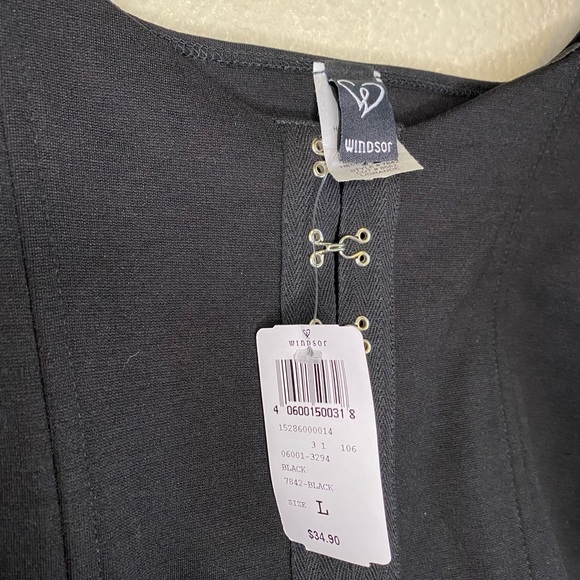 WINDSOR
WINDSOR
4 0600150031 8
15286000014
3 1 106
06001-3294
BLACK
7842-BLACK
SIZE L
$34.90